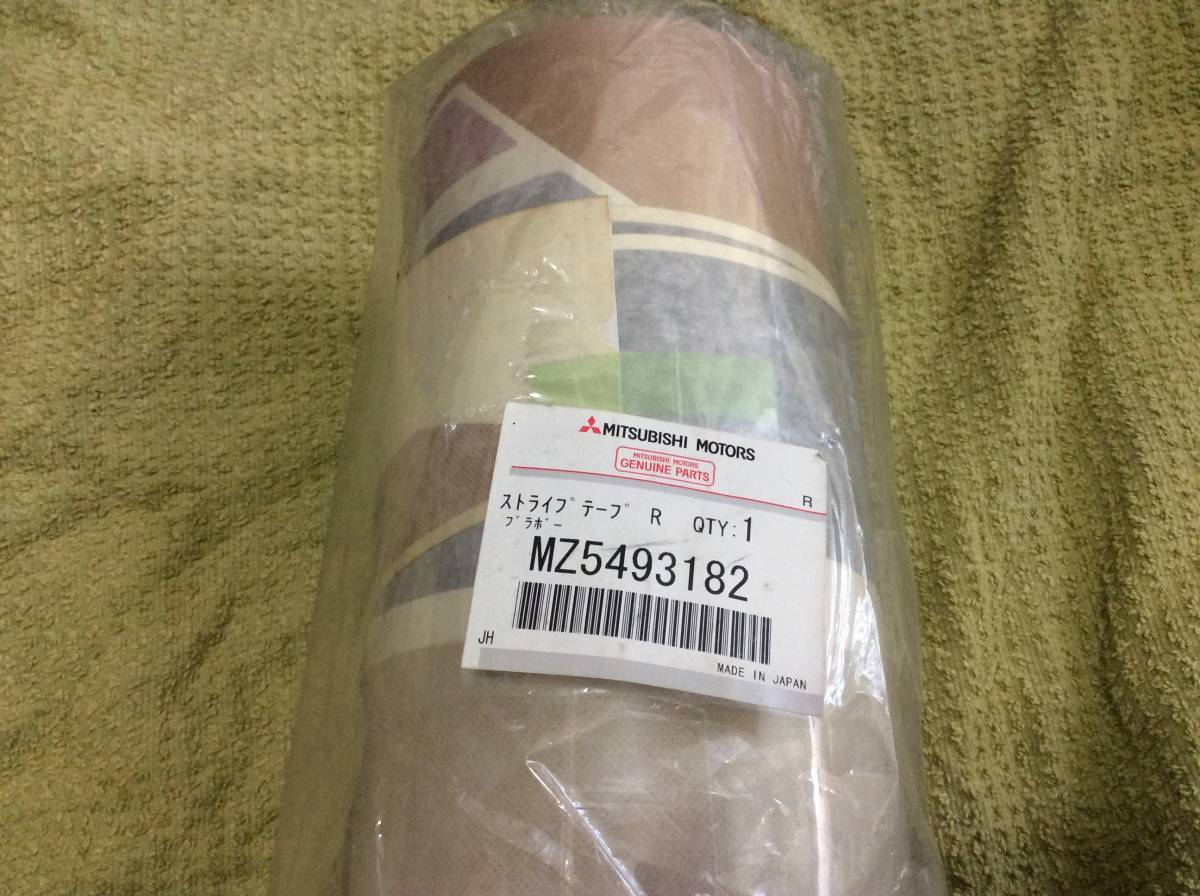 MITSUBISHI MOTORS
MITSUBISHI MOTORS
GENUINE PARTS
R
ストライプ テープ R QTY:1
ブラボー
MZ5493182
JH
MADE IN JAPAN